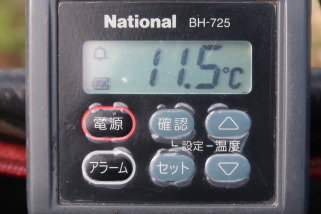 National BH-725
11.5℃
電源 確認 △
設定-温度
アラーム セット ▽